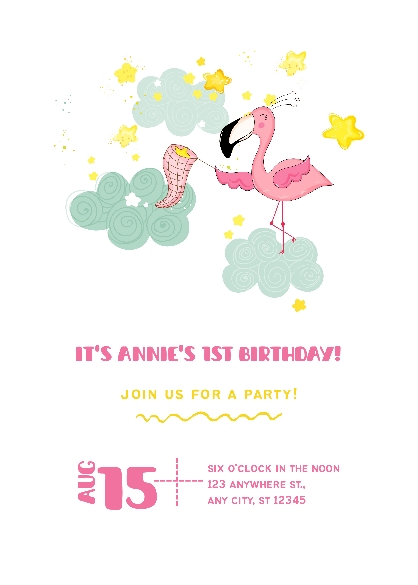 IT'S ANNIE'S 1ST BIRTHDAY!
JOIN US FOR A PARTY!
AUG
15
SIX O'CLOCK IN THE NOON
123 ANYWHERE ST.,
ANY CITY, ST 12345